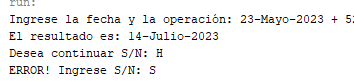 run:
Ingrese la fecha y la operación: 23-Mayo-2023 + 52
El resultado es: 14-Julio-2023
Desea continuar S/N: H
ERROR! Ingrese S/N: S